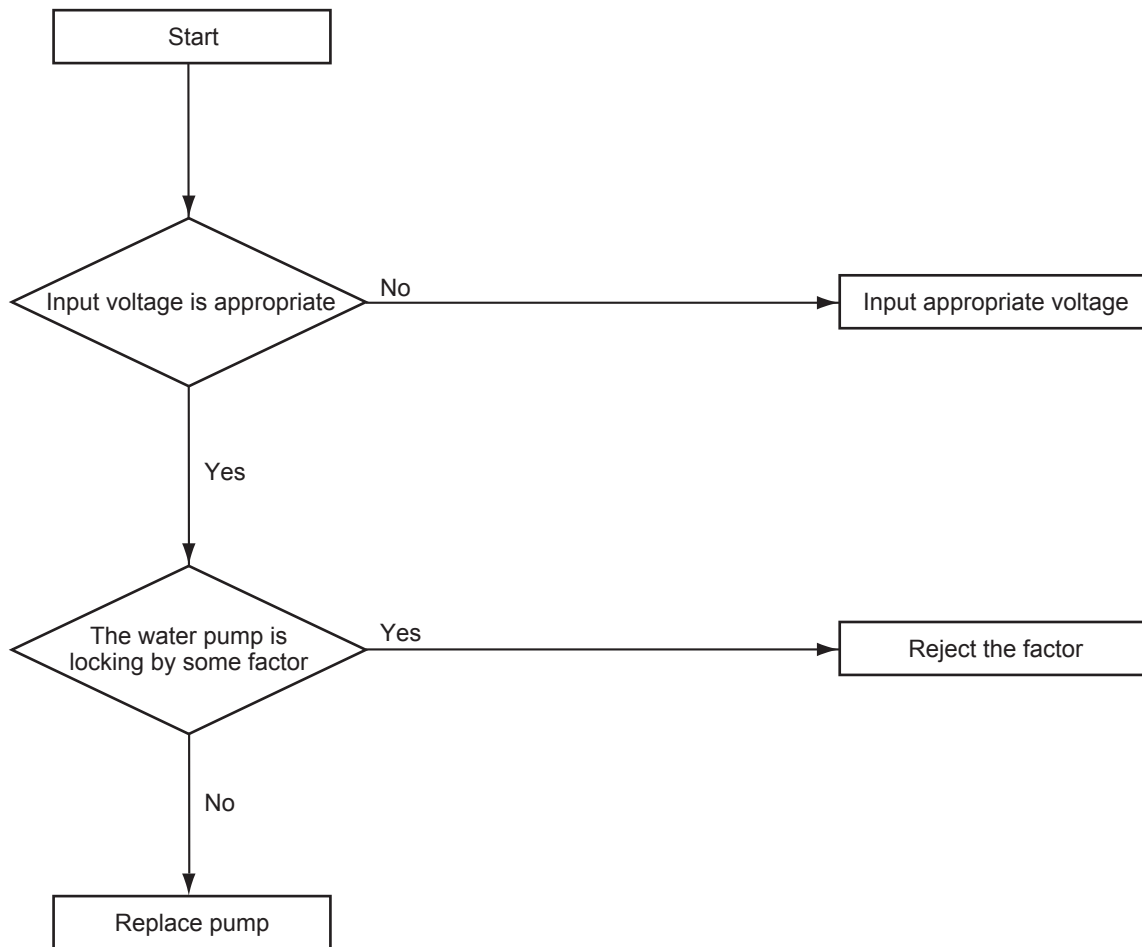 Start
Input voltage is appropriate
No
Input appropriate voltage
Yes
The water pump is
locking by some factor
Yes
Reject the factor
No
Replace pump